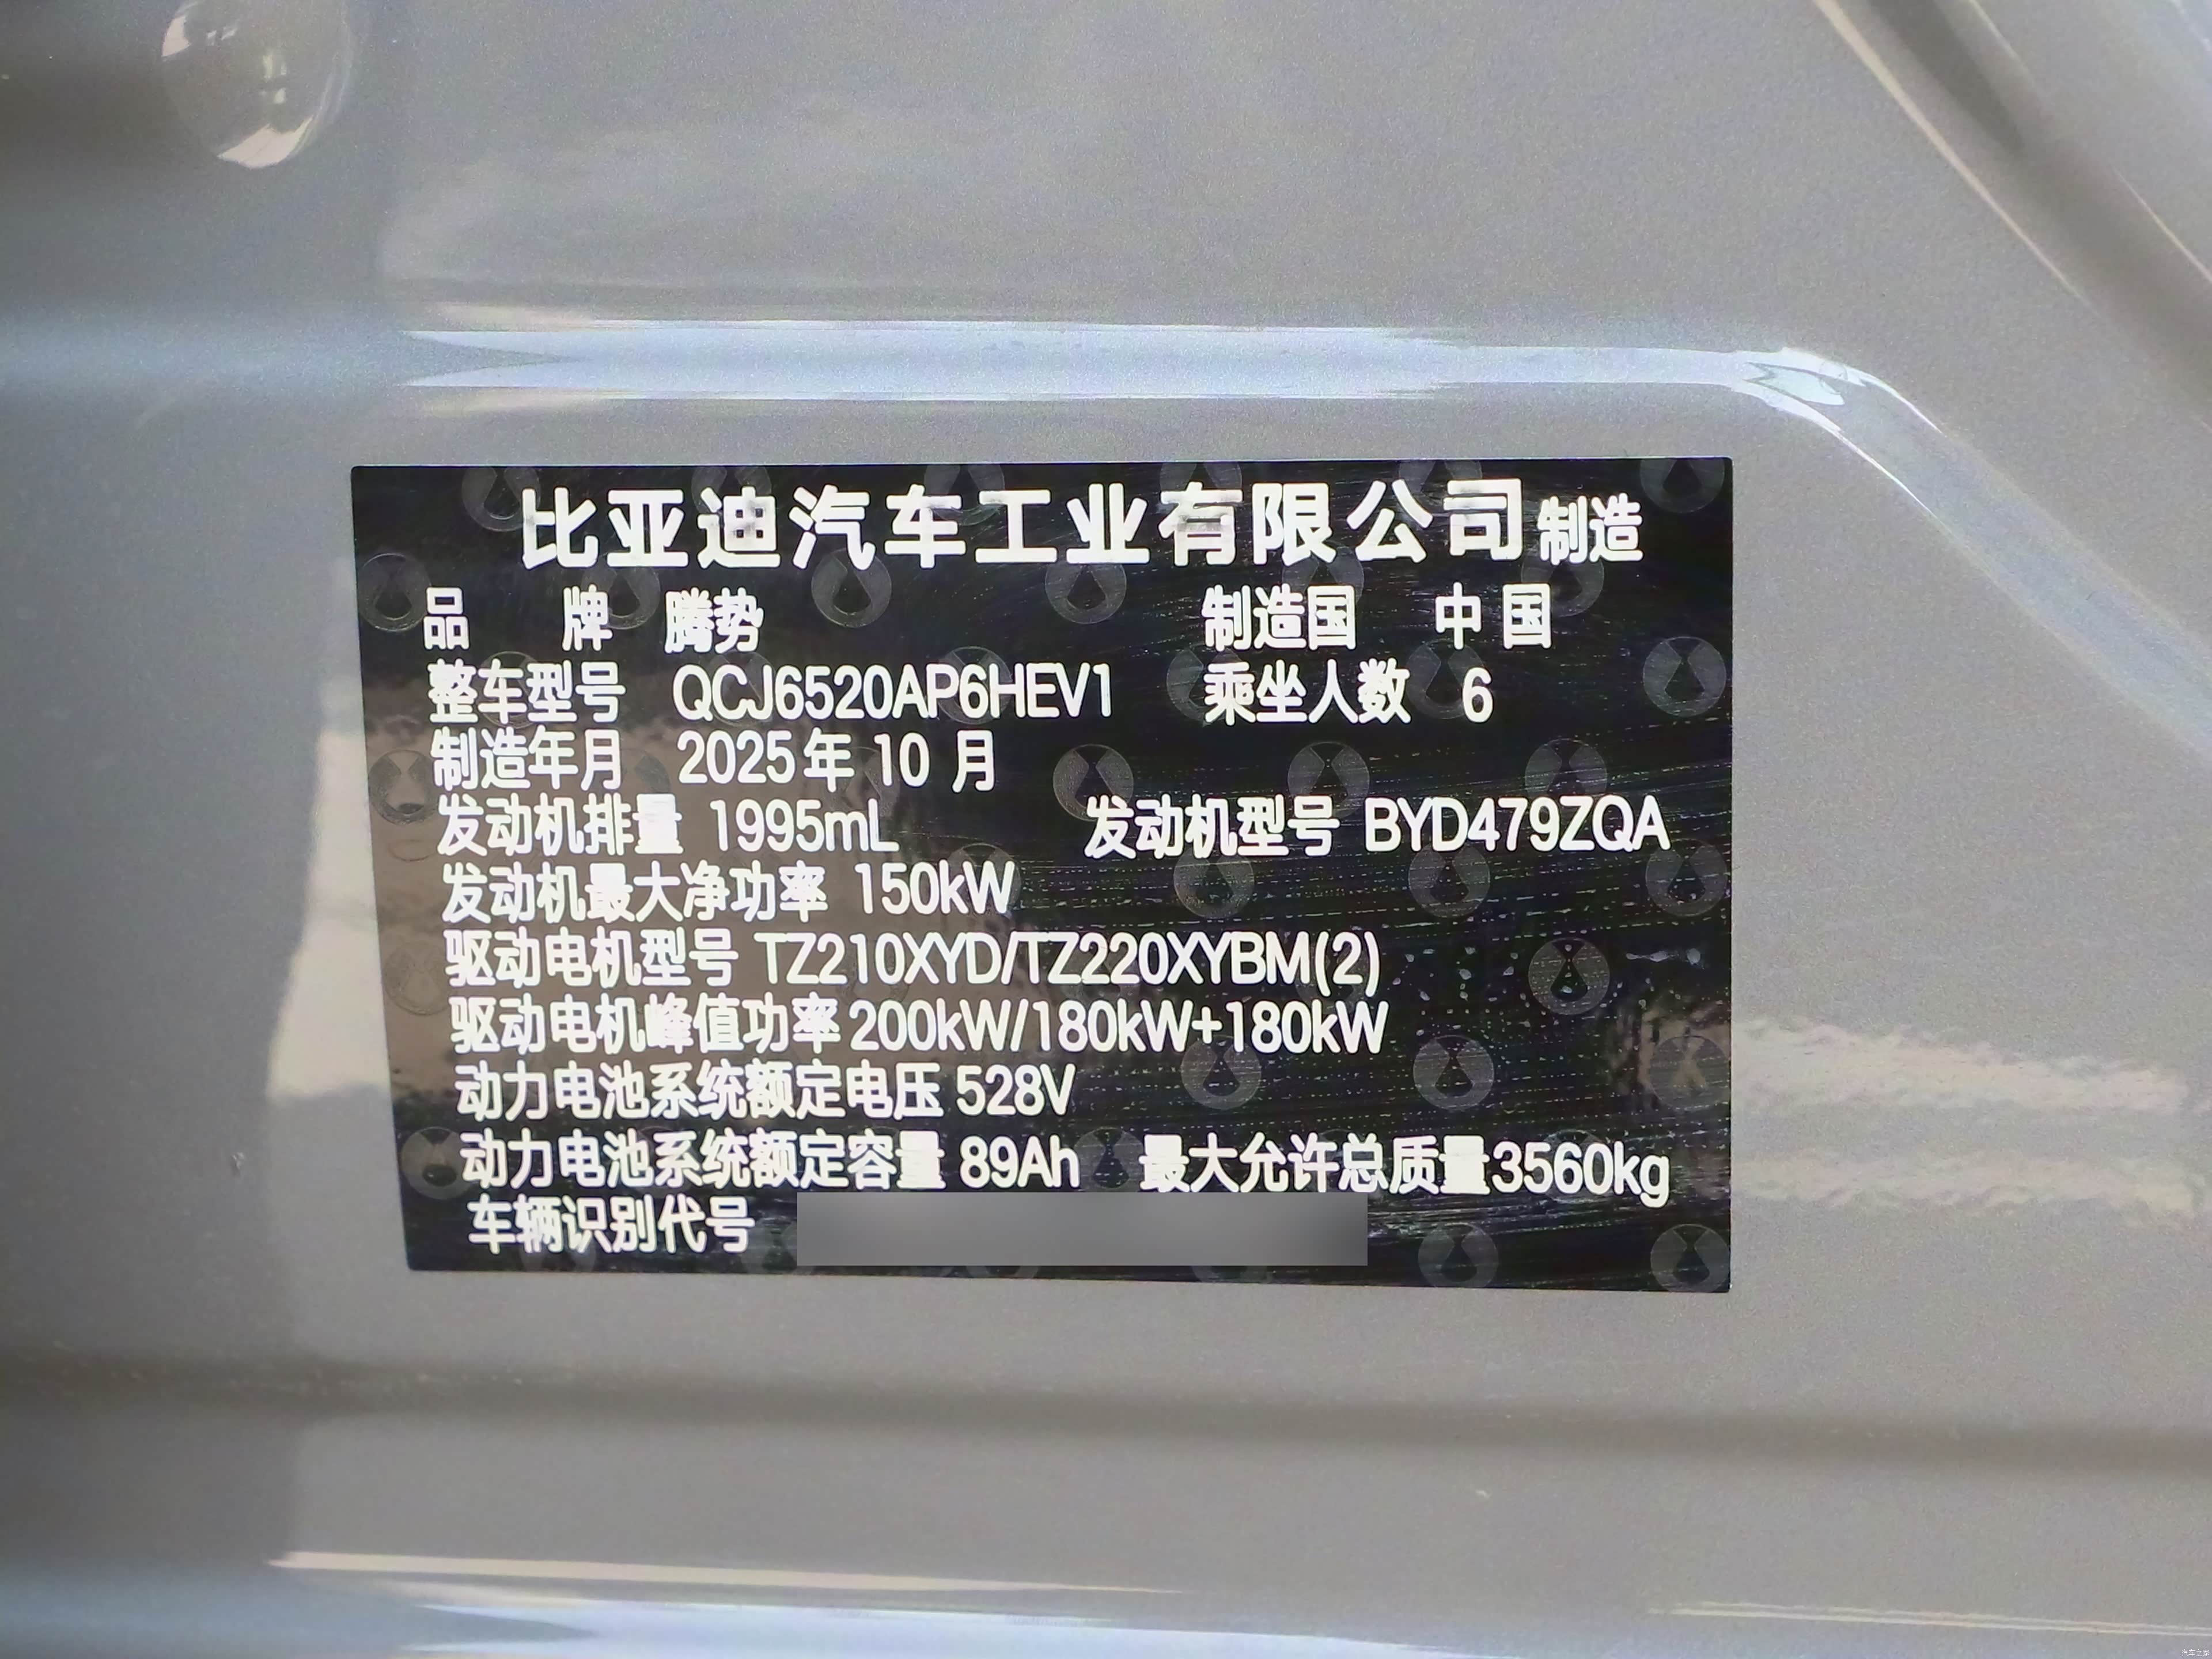 比亚迪汽车工业有限公司制造
品 牌 腾势 制造国 中国
整车型号 QCJ6520AP6HEV1 乘坐人数 6
制造年月 2025年 10 月
发动机排量 1995mL 发动机型号 BYD479ZQA
发动机最大净功率 150kW
驱动电机型号 TZ210XYD/TZ220XYBM(2)
驱动电机峰值功率 200kW/180kW+180kW
动力电池系统额定电压 528V
动力电池系统额定容量 89Ah 最大允许总质量3560kg
车辆识别代号
汽车之家